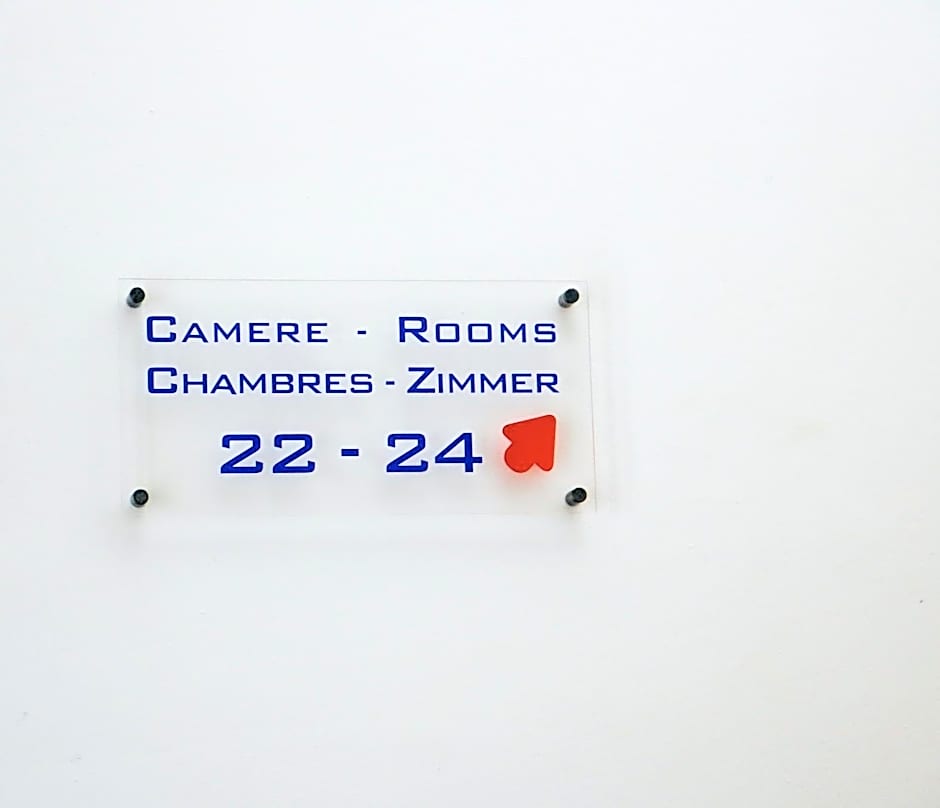 CAMERE - ROOMS
CHAMBRES - ZIMMER
22 - 24